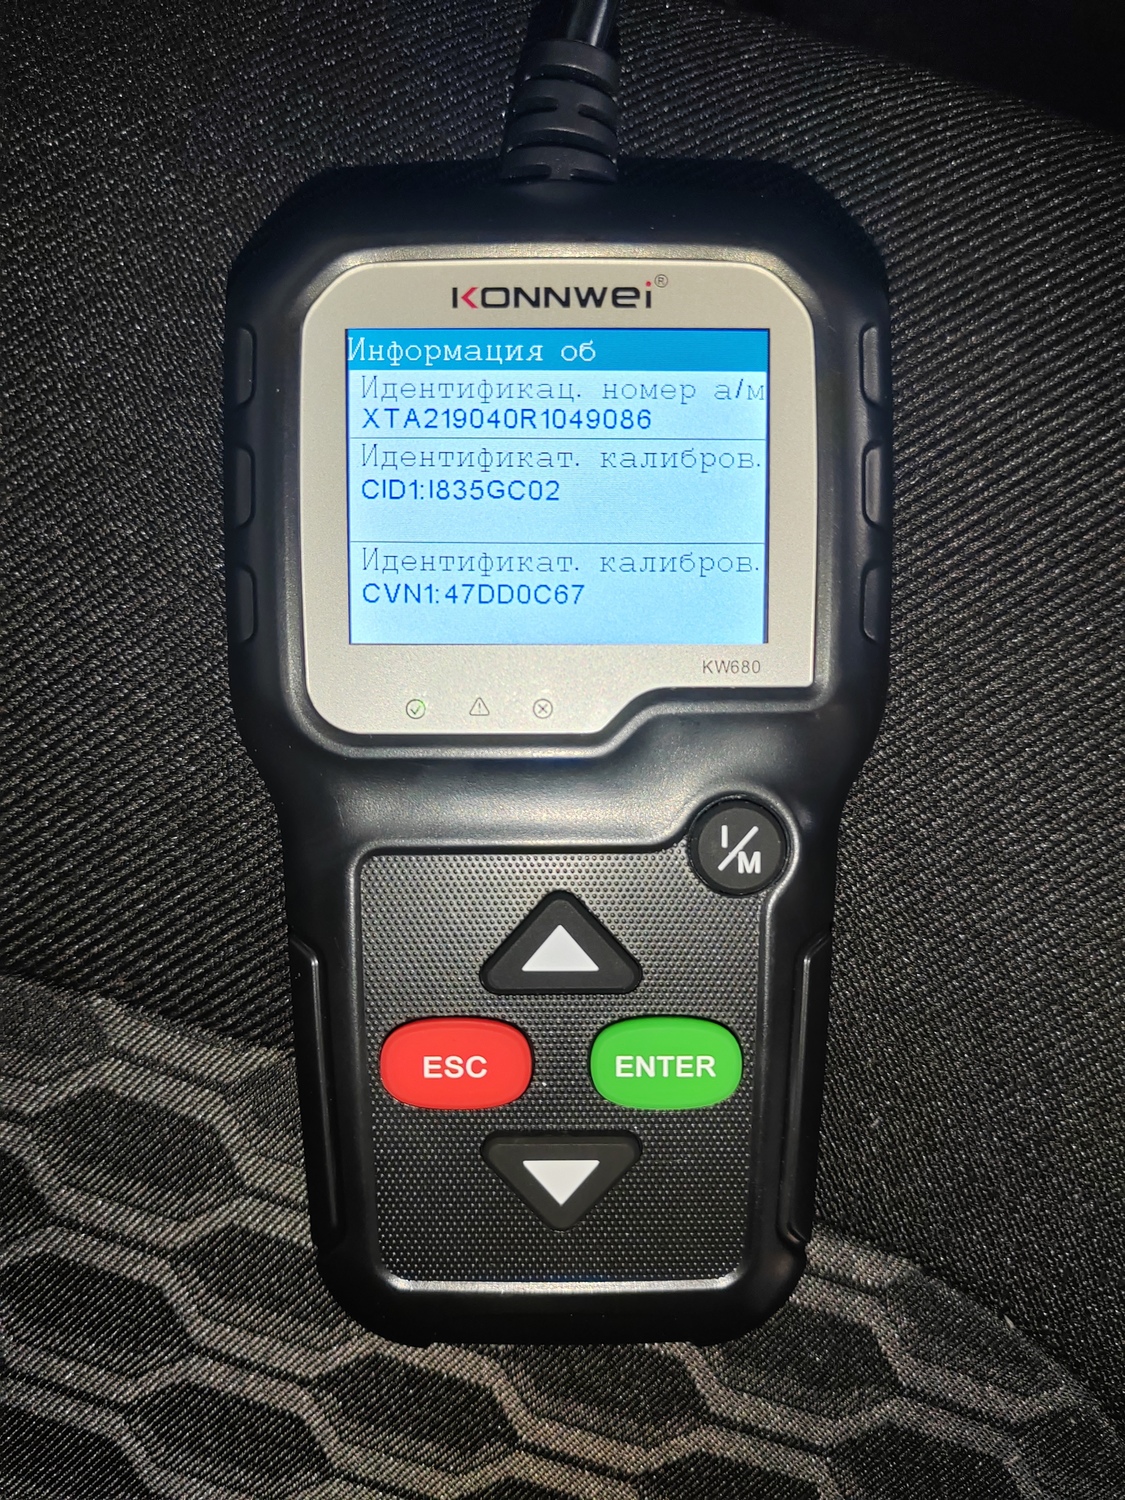 KONNWEI®
Информация об
Идентификац. номер а/м
XTA219040R1049086
Идентификат. калибров.
CID1:I835GC02
Идентификат. калибров.
CVN1:47DD0C67
KW680
I/M
ESC
ENTER